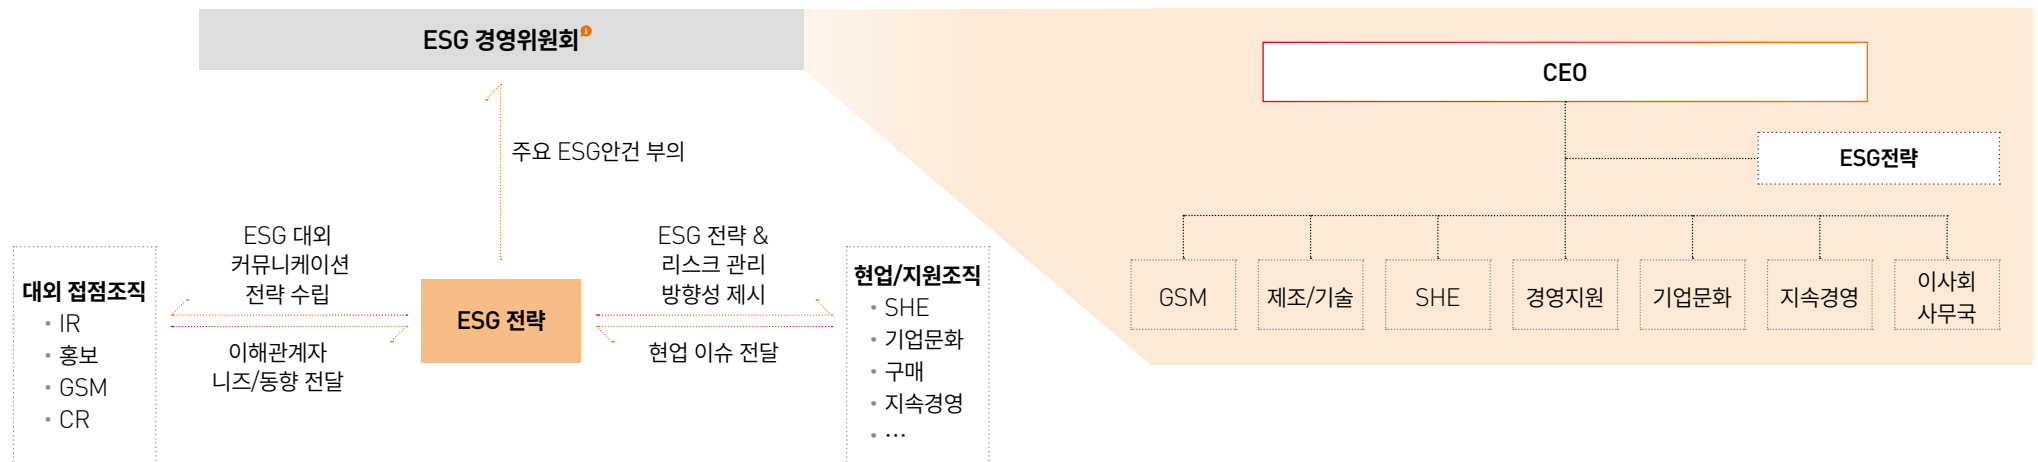 ESG 경영위원회
주요 ESG안건 부의
ESG 대외
커뮤니케이션
전략 수립
ESG 전략 &
리스크 관리
방향성 제시
대외 접점조직
• IR
• 홍보
• GSM
• CR
ESG 전략
이해관계자
니즈/동향 전달
현업 이슈 전달
현업/지원조직
• SHE
• 기업문화
• 구매
• 지속경영
• …
CEO
ESG전략
GSM
제조/기술
SHE
경영지원
기업문화
지속경영
이사회
사무국